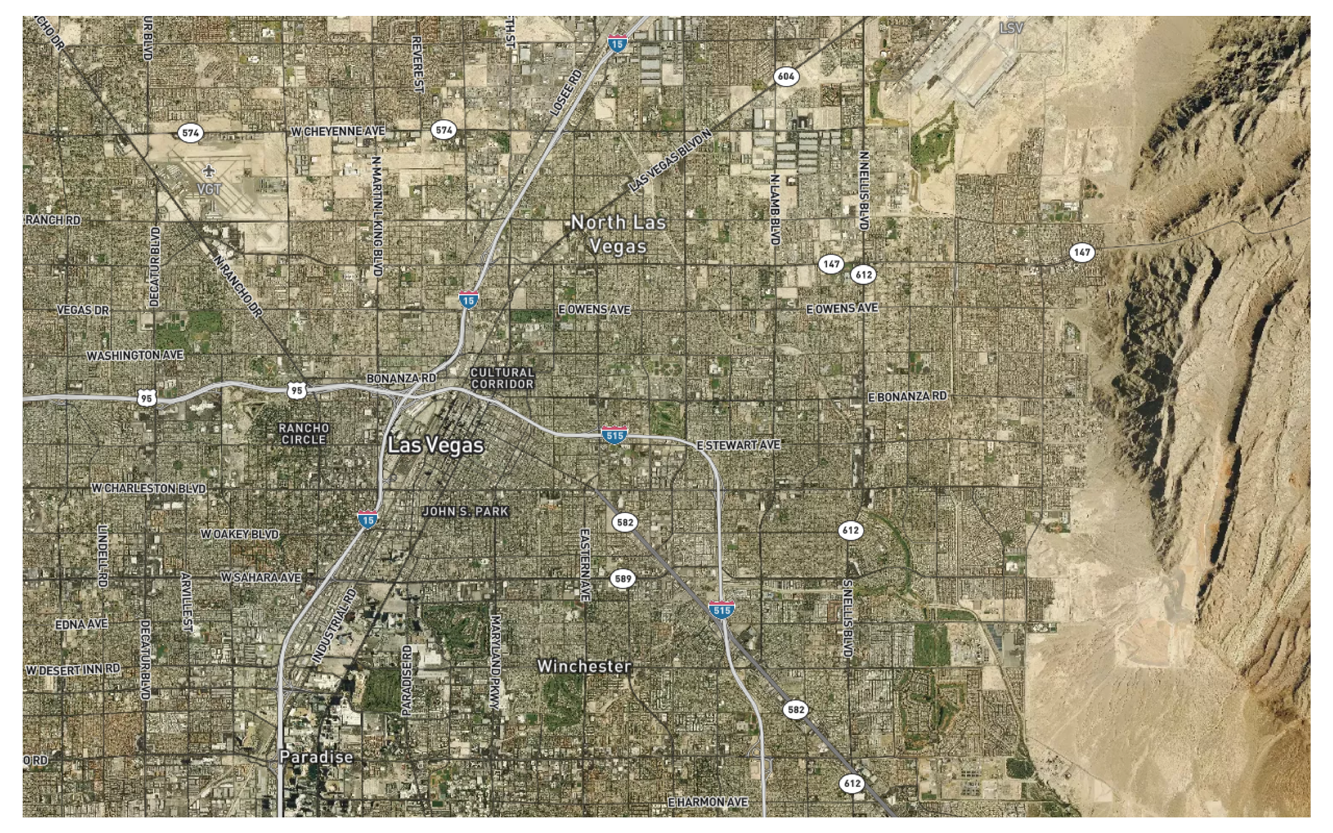 CHO DR
UR BLVD
REVERE ST
TH ST
15
LSV
LOSEE RD
604
574
W CHEYENNE AVE
574
LAS VEGAS BLVD N
VGT
N MARTIN L KING BLVD
N LAMB BLVD
N NELLIS BLVD
RANCH RD
North Las
Vegas
DECATUR BLVD
N RANCHO DR
147
147
612
15
VEGAS DR
E OWENS AVE
E OWENS AVE
WASHINGTON AVE
BONANZA RD
CULTURAL
CORRIDOR
95
95
E BONANZA RD
RANCHO
CIRCLE
Las Vegas
515
E STEWART AVE
W CHARLESTON BLVD
JOHN S. PARK
15
582
612
LINDELL RD
W OAKEY BLVD
EASTERN AVE
ARVILLE ST
W SAHARA AVE
589
515
INDUSTRIAL RD
S NELLIS BLVD
EDNA AVE
DECATUR BLVD
MARYLAND PKWY
PARADISE RD
W DESERT INN RD
Winchester
582
Paradise
O RD
612
E HARMON AVE